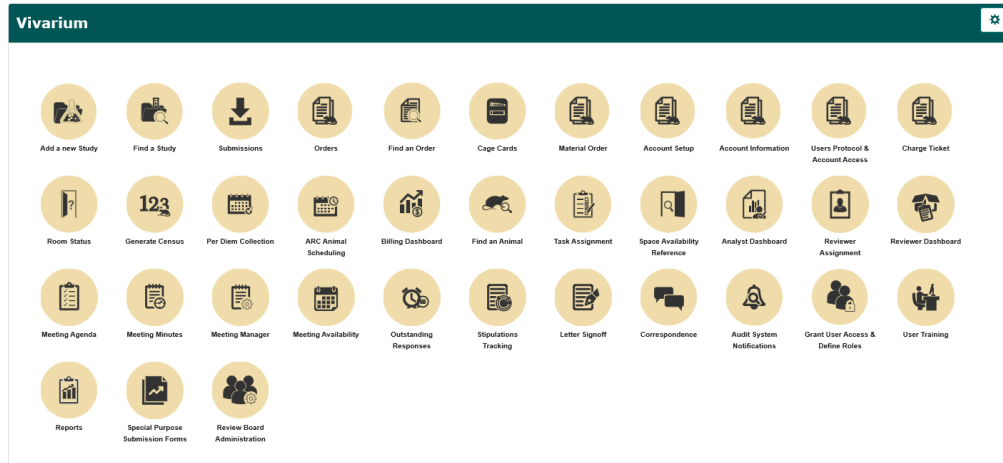 Vivarium
Add a new Study
Find a Study
Submissions
Orders
Find an Order
Cage Cards
Material Order
Account Setup
Account Information
Users Protocol &
Account Access
Charge Ticket
?
Room Status
123
Generate Census
Per Diem Collection
ARC Animal
Scheduling
$
Billing Dashboard
Find an Animal
Task Assignment
Space Availability
Reference
Analyst Dashboard
Reviewer
Assignment
Reviewer Dashboard
Meeting Agenda
Meeting Minutes
Meeting Manager
Meeting Availability
Outstanding
Responses
Stipulations
Tracking
Letter Signoff
Correspondence
Audit System
Notifications
Grant User Access &
Define Roles
User Training
Reports
Special Purpose
Submission Forms
Review Board
Administration